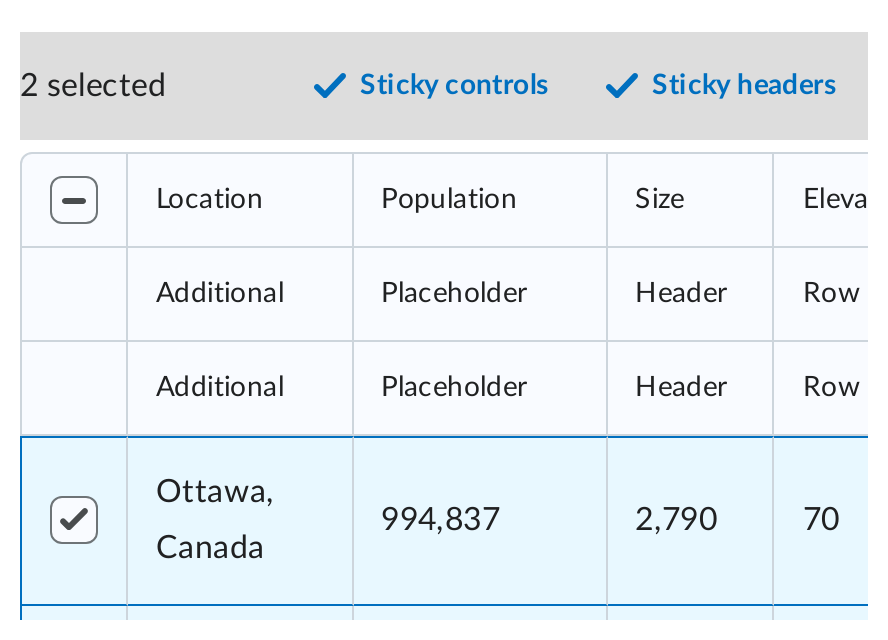 2 selected Sticky controls Sticky headers
Location Population Size Eleva
Additional Placeholder Header Row
Additional Placeholder Header Row
Ottawa,
Canada 994,837 2,790 70